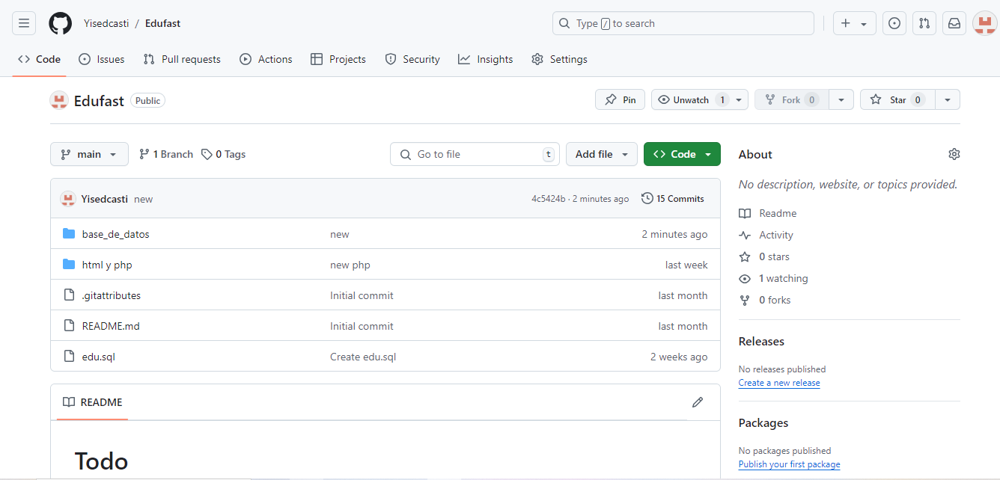 Yisedcasti / Edufast
Type / to search
Code Issues Pull requests Actions Projects Security Insights Settings
Edufast Public
Pin Unwatch 1 Fork 0 Star 0
main 1 Branch 0 Tags Go to file t Add file Code
Yisedcasti new 4c5424b · 2 minutes ago 15 Commits
base_de_datos new 2 minutes ago
html y php new php last week
.gitattributes Initial commit last month
README.md Initial commit last month
edu.sql Create edu.sql 2 weeks ago
README
Todo
About
No description, website, or topics provided.
Readme
Activity
0 stars
1 watching
0 forks
Releases
No releases published
Create a new release
Packages
No packages published
Publish your first package